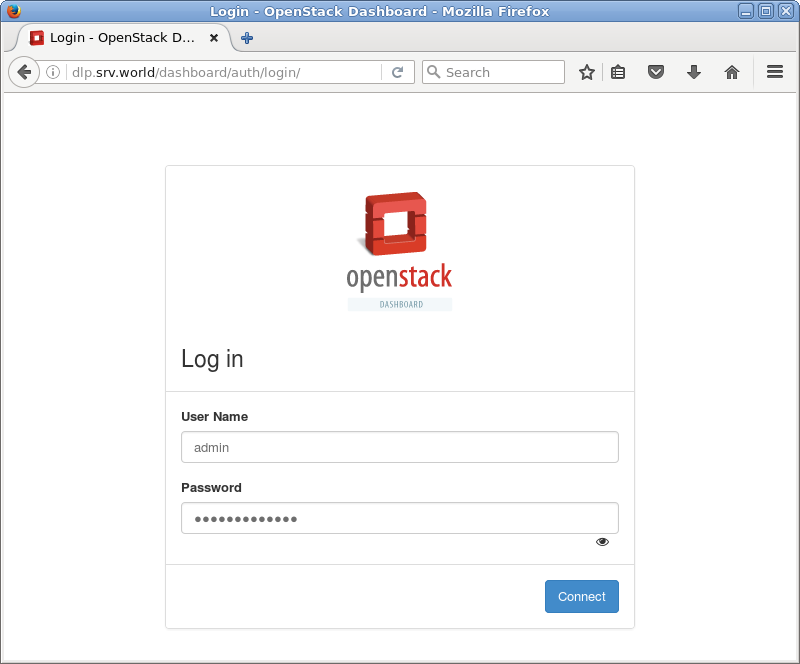 Login - OpenStack Dashboard - Mozilla Firefox
Login - OpenStack D...
dlp.srv.world/dashboard/auth/login/
Search
openstack
DASHBOARD
Log in
User Name
admin
Password
●●●●●●●●●●●●●
Connect